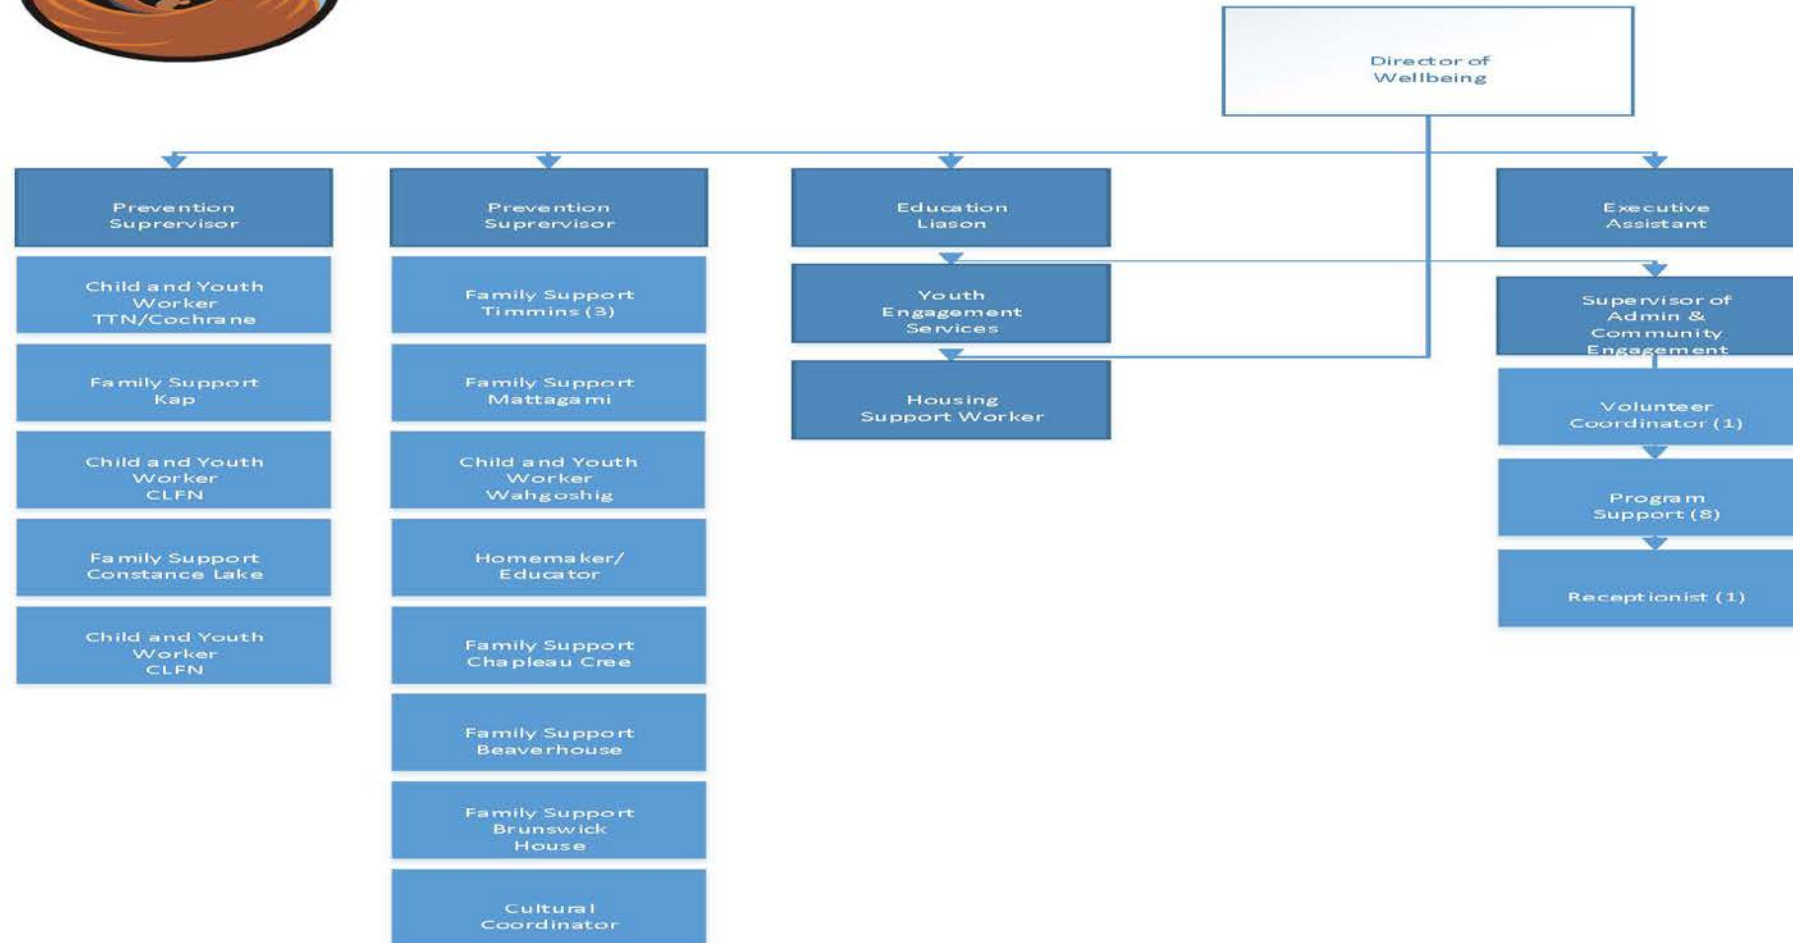 Director of
Wellbeing
Prevention
Suprervisor
Child and Youth
Worker
TTN/Cochrane
Family Support
Kap
Child and Youth
Worker
CLFN
Family Support
Constance Lake
Child and Youth
Worker
CLFN
Prevention
Suprervisor
Family Support
Timmins (3)
Family Support
Mattagami
Child and Youth
Worker
Wahgoshig
Homemaker/
Educator
Family Support
Chapleau Cree
Family Support
Beaverhouse
Family Support
Brunswick
House
Cultural
Coordinator
Education
Liason
Youth
Engagement
Services
Housing
Support Worker
Executive
Assistant
Supervisor of
Admin &
Community
Engagement
Volunteer
Coordinator (1)
Program
Support (8)
Receptionist (1)